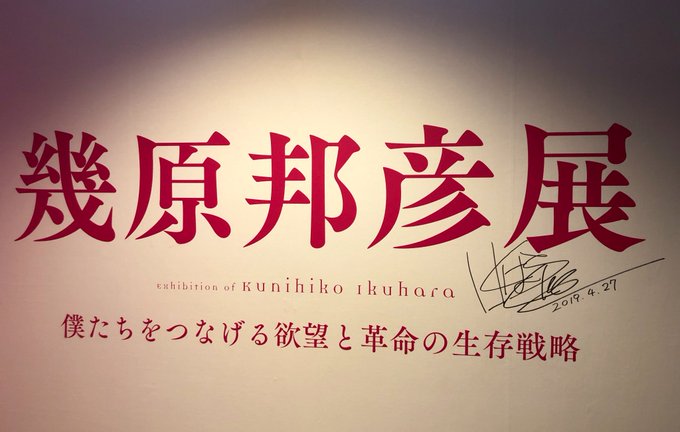 幾原邦彦展
Exhibition of Kunihiko Ikuhara
2019.4.27
僕たちをつなげる欲望と革命の生存戦略